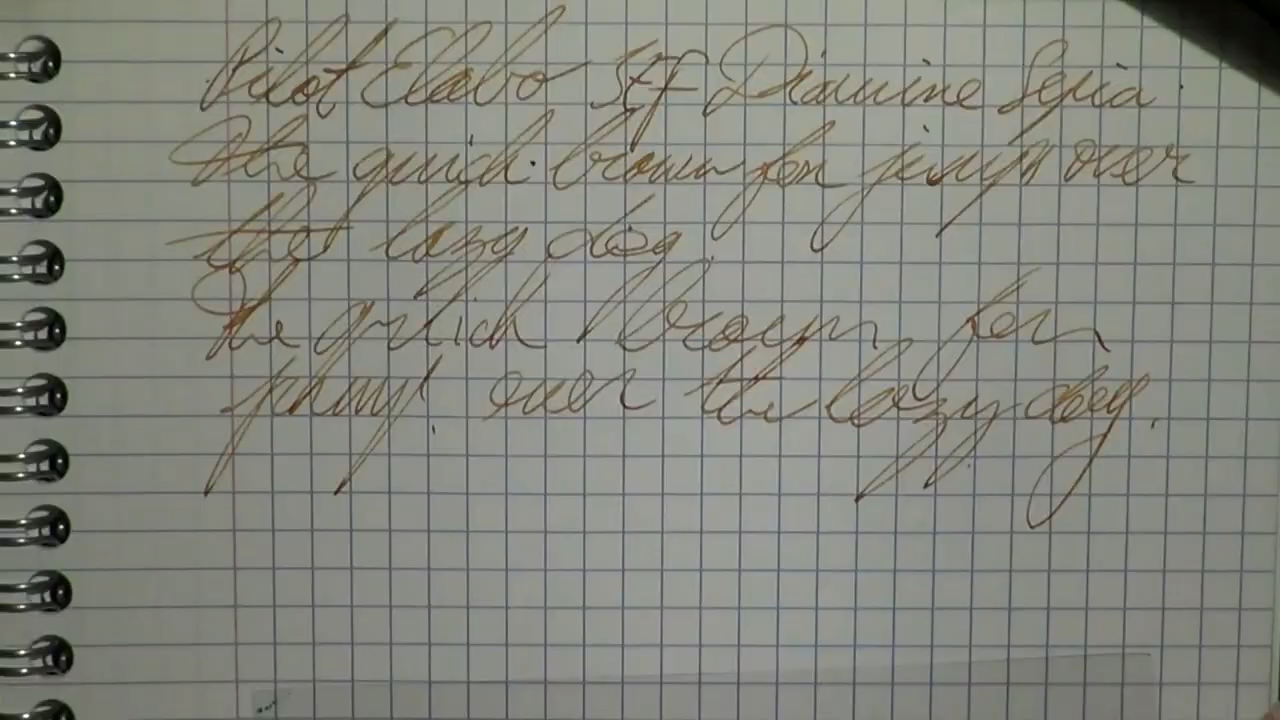 Pilot Elabo SEF Diamine Sepia
The quick brown fox jumps over
the lazy dog.
The quick brown fox
jumps over the lazy dog.